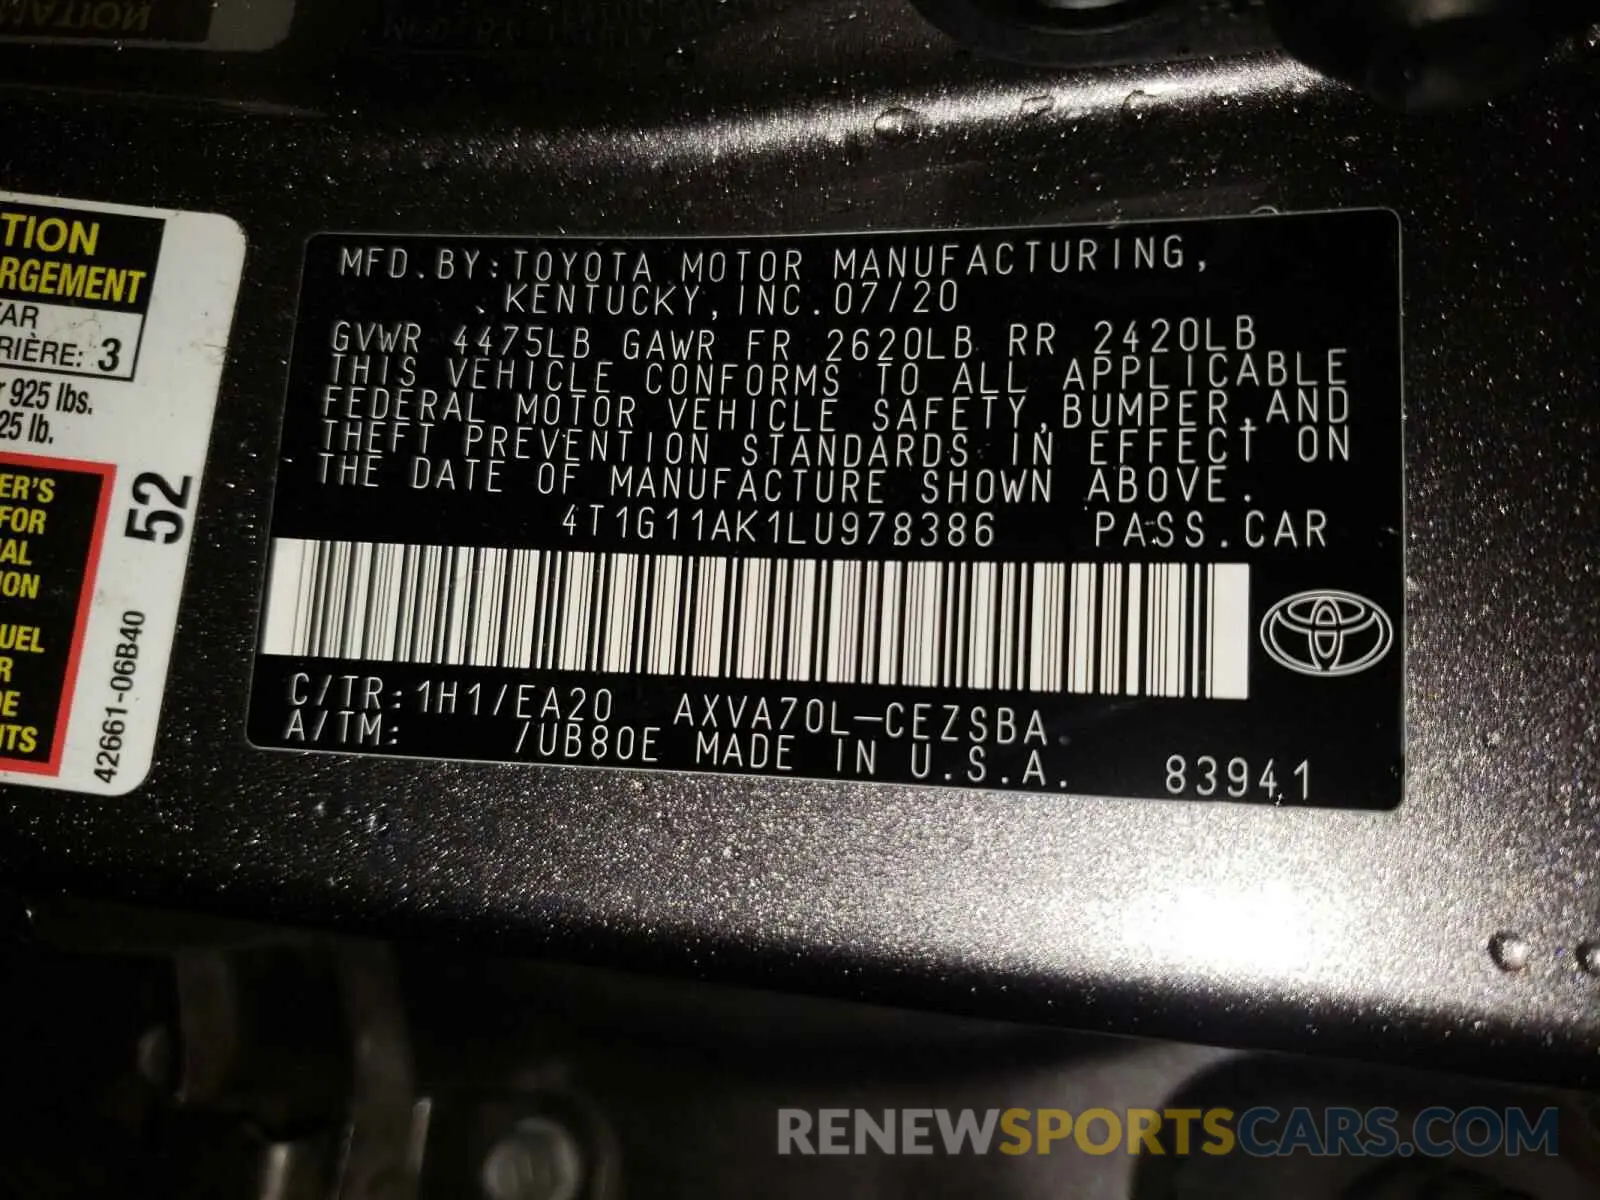 TION
RGEMENT
AR
RIÈRE: 3
925 lbs.
25 lb.
ER'S
FOR
AL
ION
UEL
R
DE
NTS
52
42661-06B40
MFD.BY:TOYOTA MOTOR MANUFACTURING,
KENTUCKY,INC.07/20
GVWR 4475LB GAWR FR 2620LB RR 2420LB
THIS VEHICLE CONFORMS TO ALL APPLICABLE
FEDERAL MOTOR VEHICLE SAFETY,BUMPER,AND
THEFT PREVENTION STANDARDS IN EFFECT ON
THE DATE OF MANUFACTURE SHOWN ABOVE.
4T1G11AK1LU978386 PASS.CAR
C/TR:1H1/EA20 AXVA70L-CEZSBA
A/TM: /UB80E MADE IN U.S.A.
83941
RENEWSPORTSCARS.COM